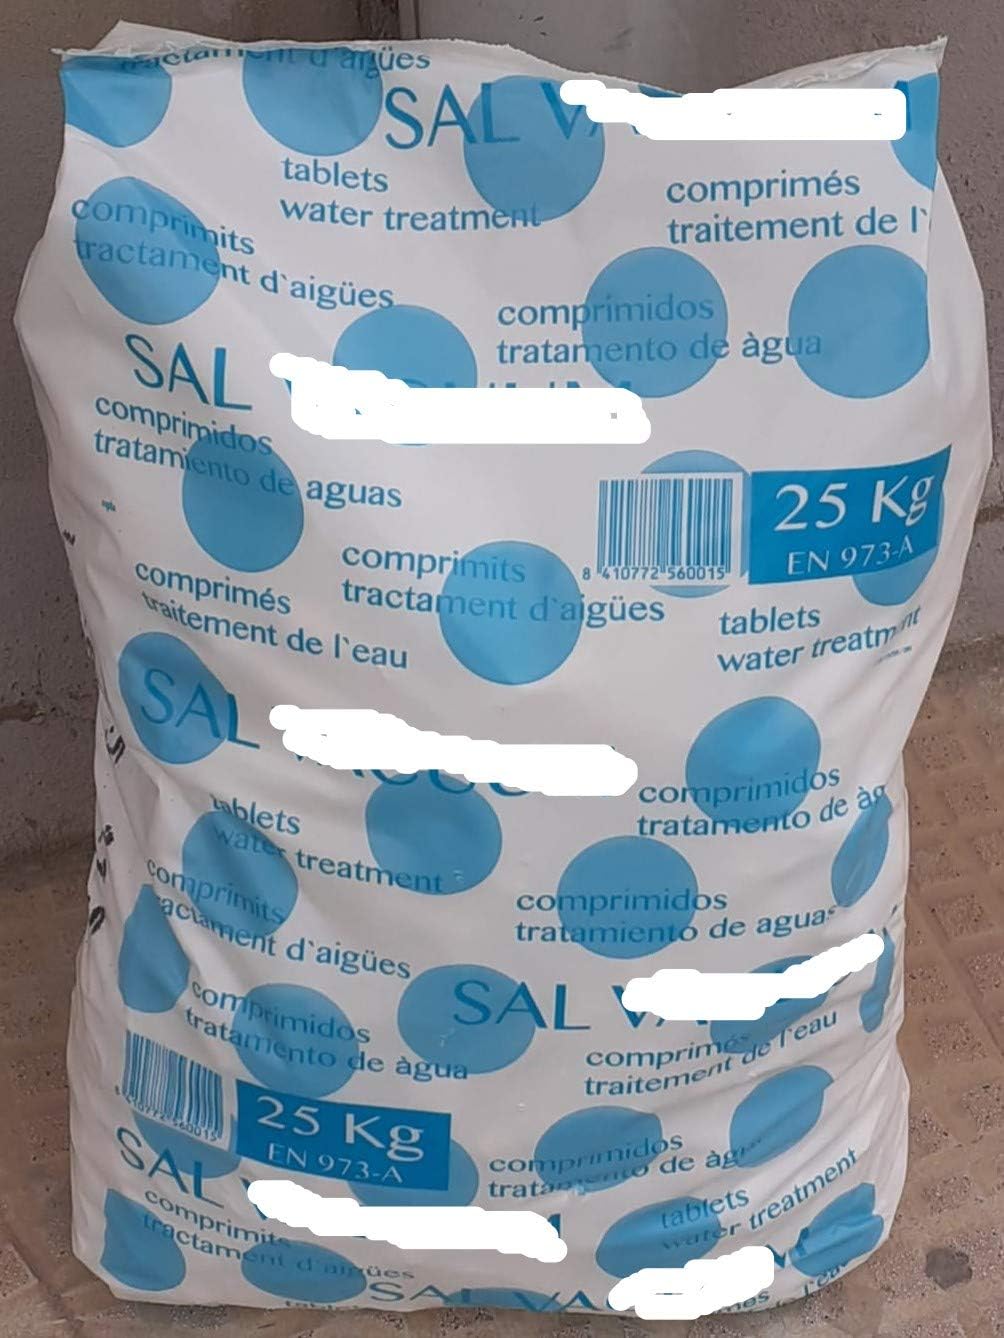 tractament d'aigües
SAL
tablets
water treatment
comprimés
traitement de l`
comprimits
tractament d`aigües
comprimidos
tratamento de àgua
SAL
comprimidos
tratamiento de aguas
25 Kg
EN 973-A
8 410772 560015
comprimits
tractament d`aigües
comprimés
traitement de l`eau
tablets
water treatment
SAL
comprimidos
tratamento de àg
tablets
water treatment
comprimidos
tratamiento de aguas
comprimits
tractament d`aigües
SAL
comprimidos
tratamento de àgua
comprimés
traitement de l`eau
8 410772 560015
25 Kg
EN 973-A
comprimidos
tratamento de àg
SAL
tablets
water treatment
comprimits
tractament d'aigües
SAL